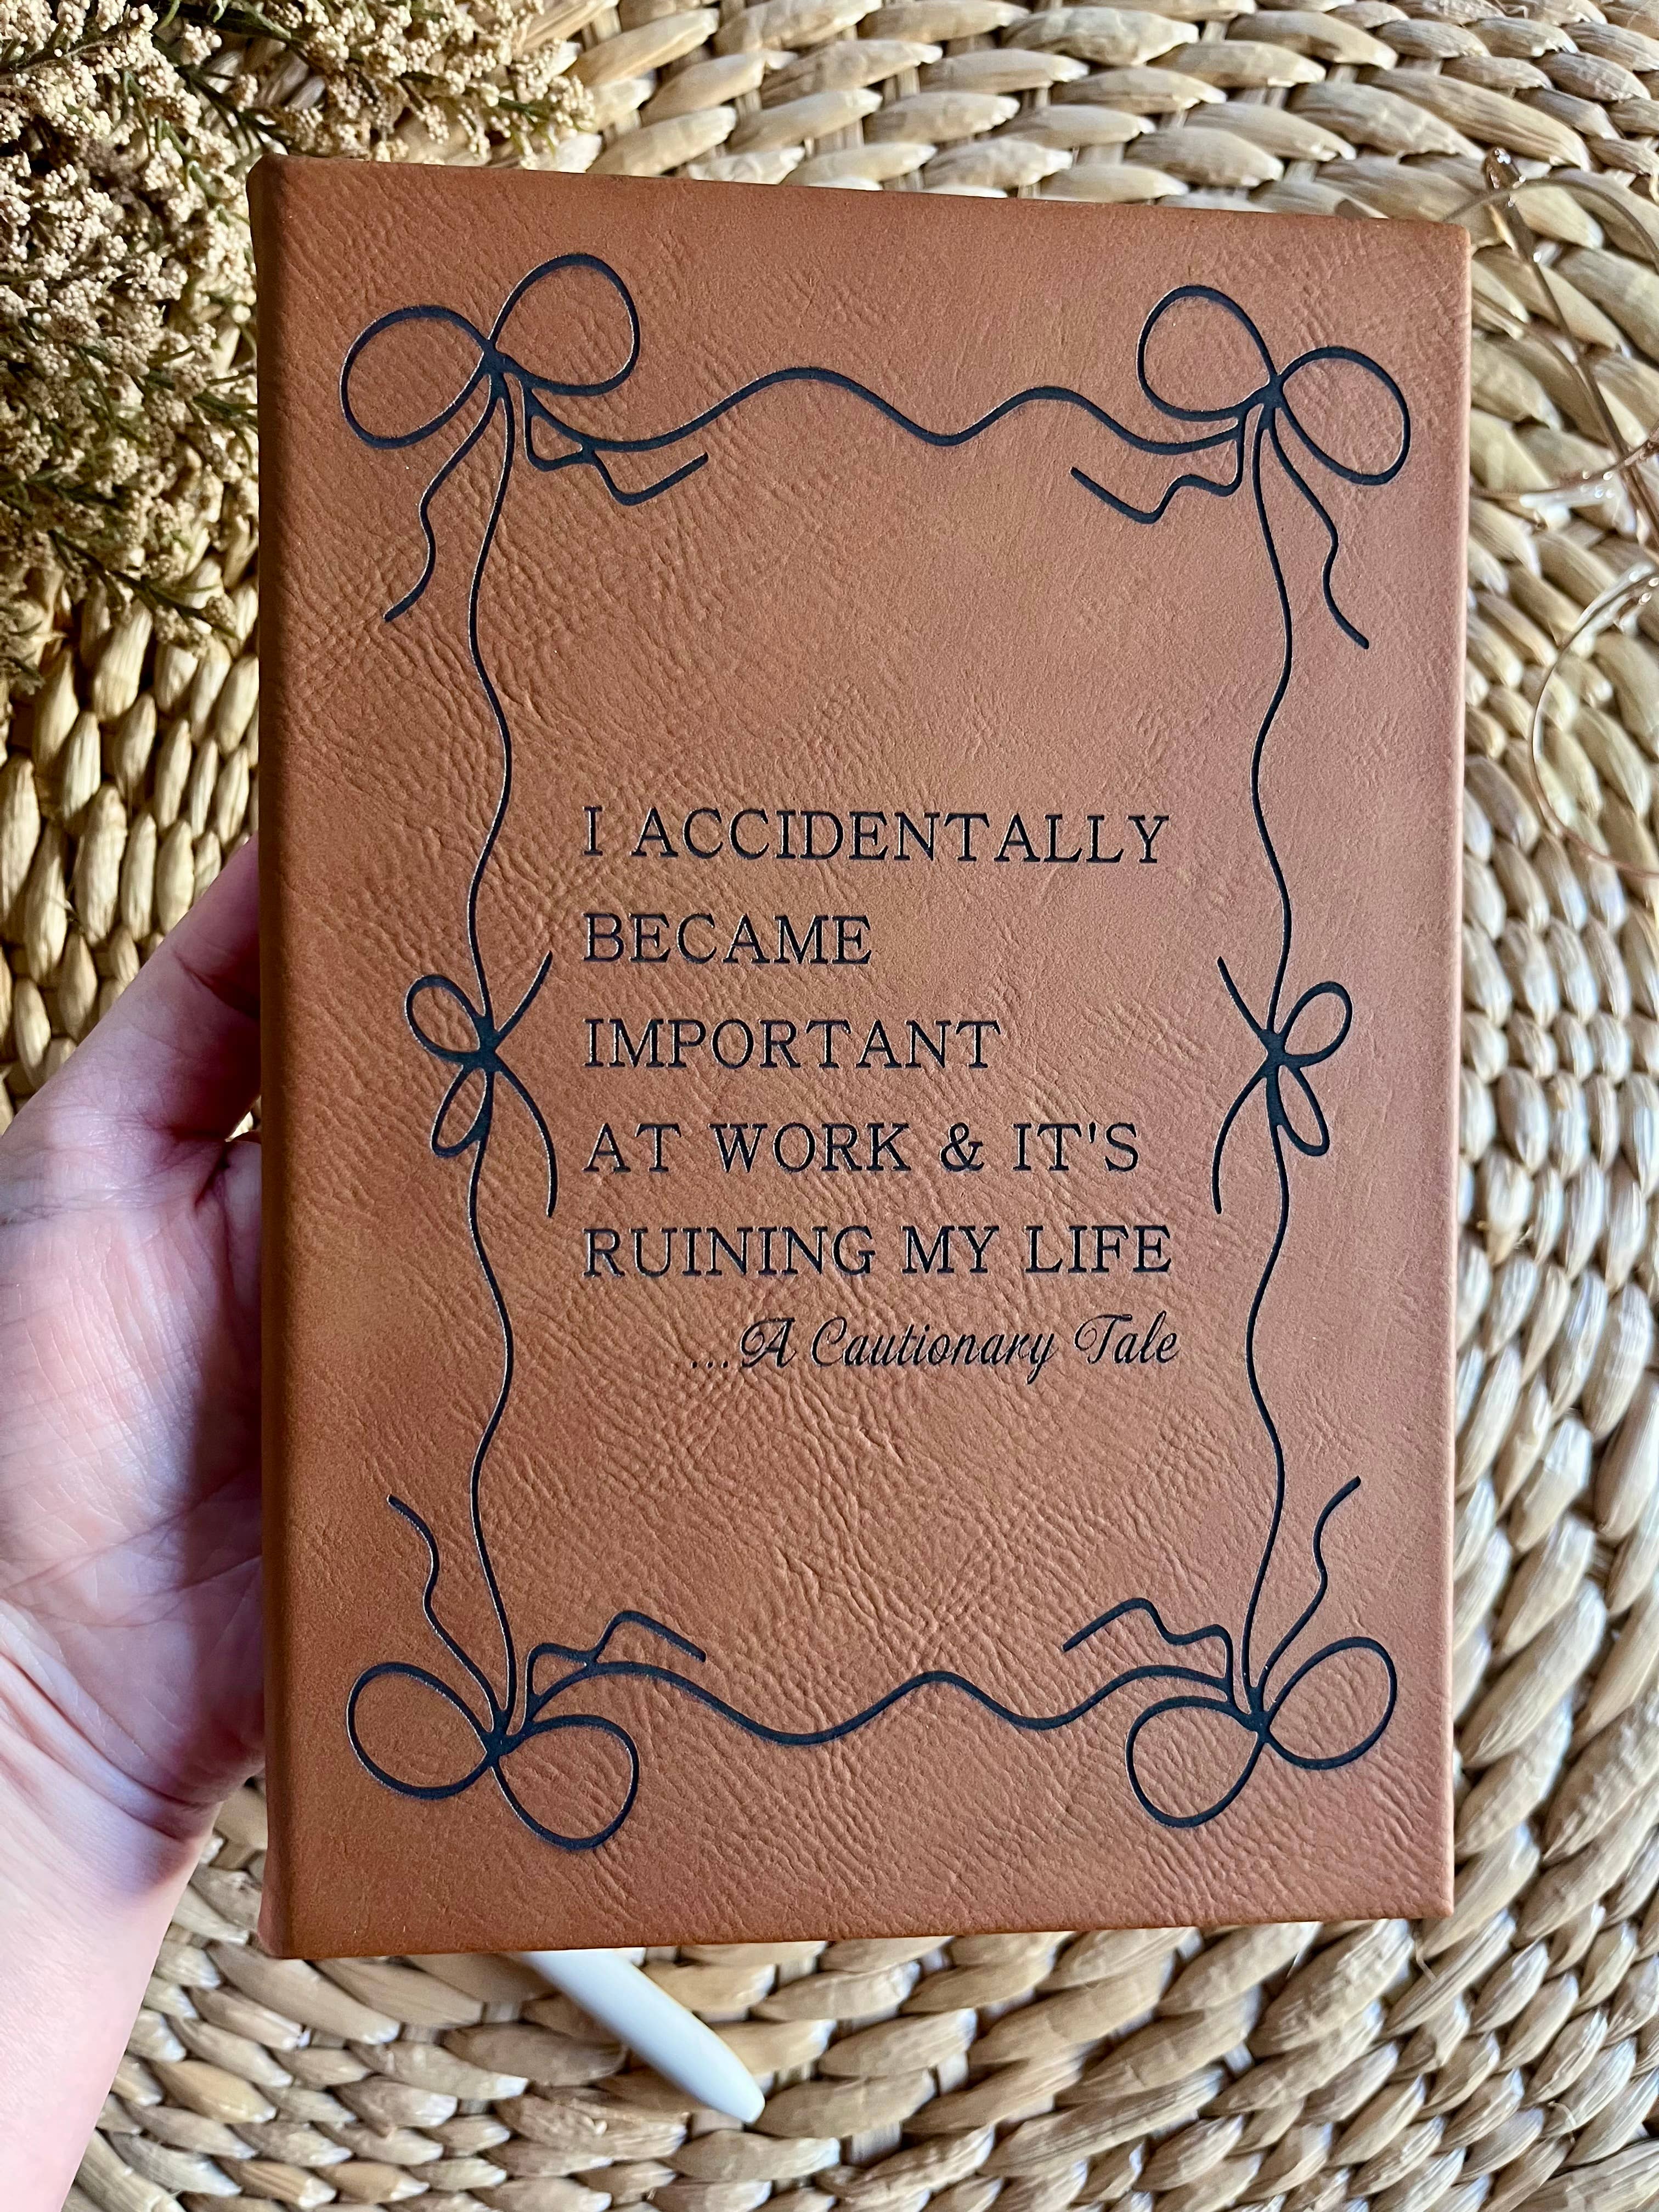 I ACCIDENTALLY
BECAME
IMPORTANT
AT WORK & IT'S
RUINING MY LIFE
...A Cautionary Tale